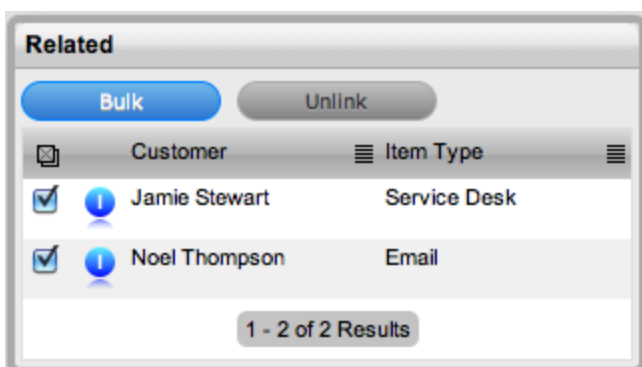 Related
Bulk Unlink
Customer Item Type
I Jamie Stewart Service Desk
I Noel Thompson Email
1 - 2 of 2 Results